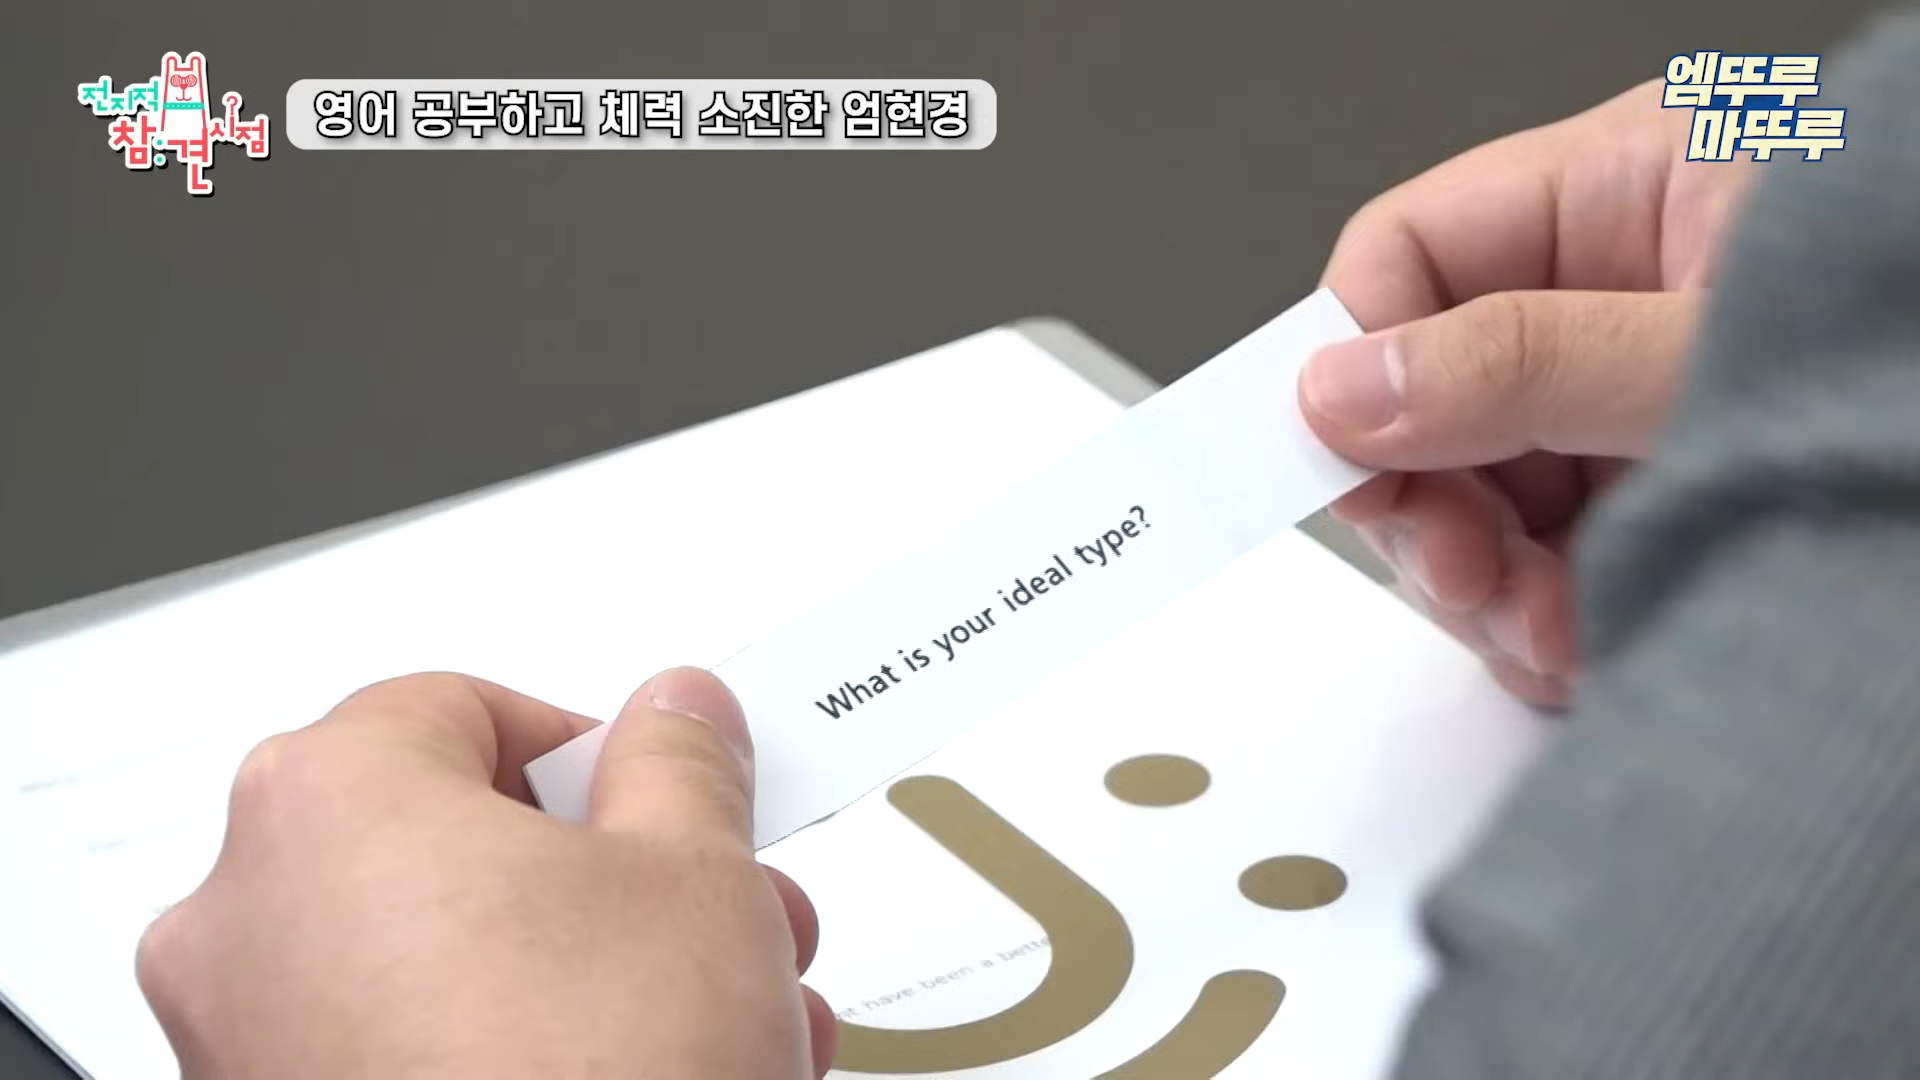 전지적
참견
시점
영어 공부하고 체력 소진한 엄현경
엠뚜루
마뚜루
What is your ideal type?
have been a bette